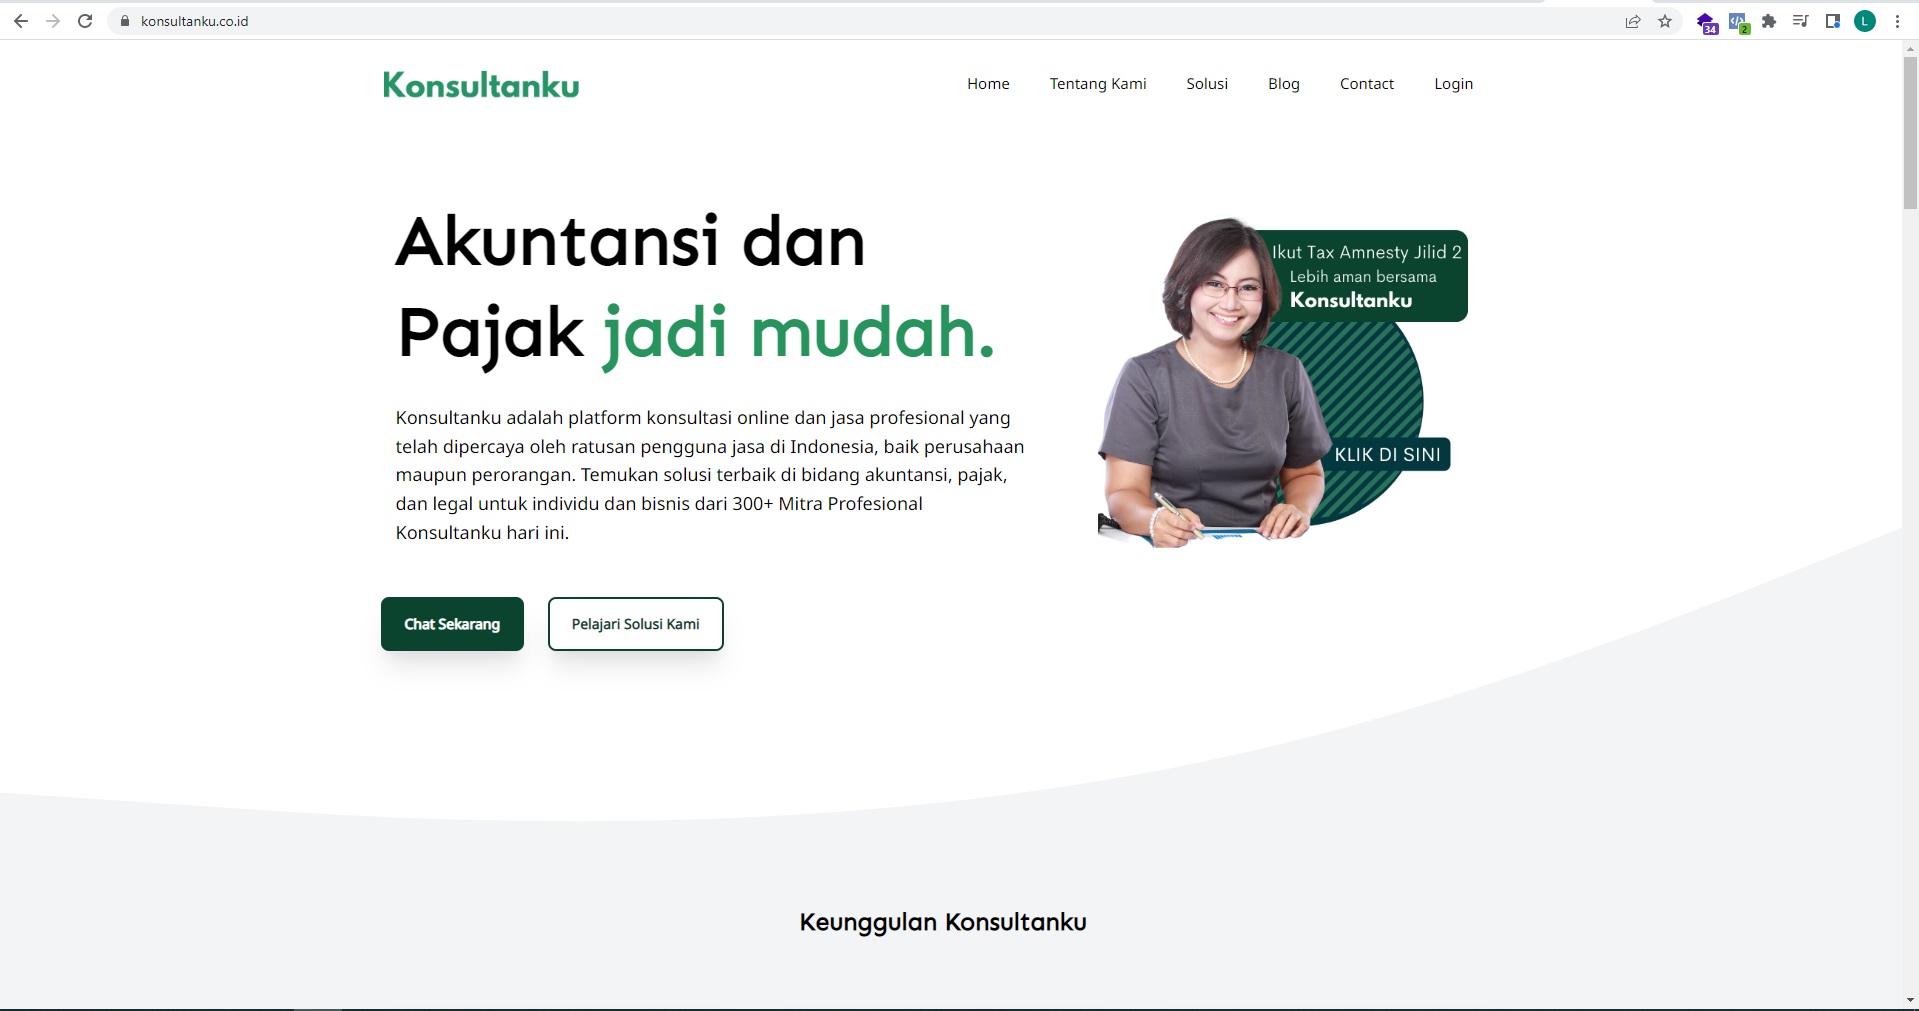 konsultanku.co.id
34
2
L
Konsultanku
Home
Tentang Kami
Solusi
Blog
Contact
Login
Akuntansi dan
Pajak jadi mudah.
Konsultanku adalah platform konsultasi online dan jasa profesional yang
telah dipercaya oleh ratusan pengguna jasa di Indonesia, baik perusahaan
maupun perorangan. Temukan solusi terbaik di bidang akuntansi, pajak,
dan legal untuk individu dan bisnis dari 300+ Mitra Profesional
Konsultanku hari ini.
Chat Sekarang
Pelajari Solusi Kami
Ikut Tax Amnesty Jilid 2
Lebih aman bersama
Konsultanku
KLIK DI SINI
Keunggulan Konsultanku